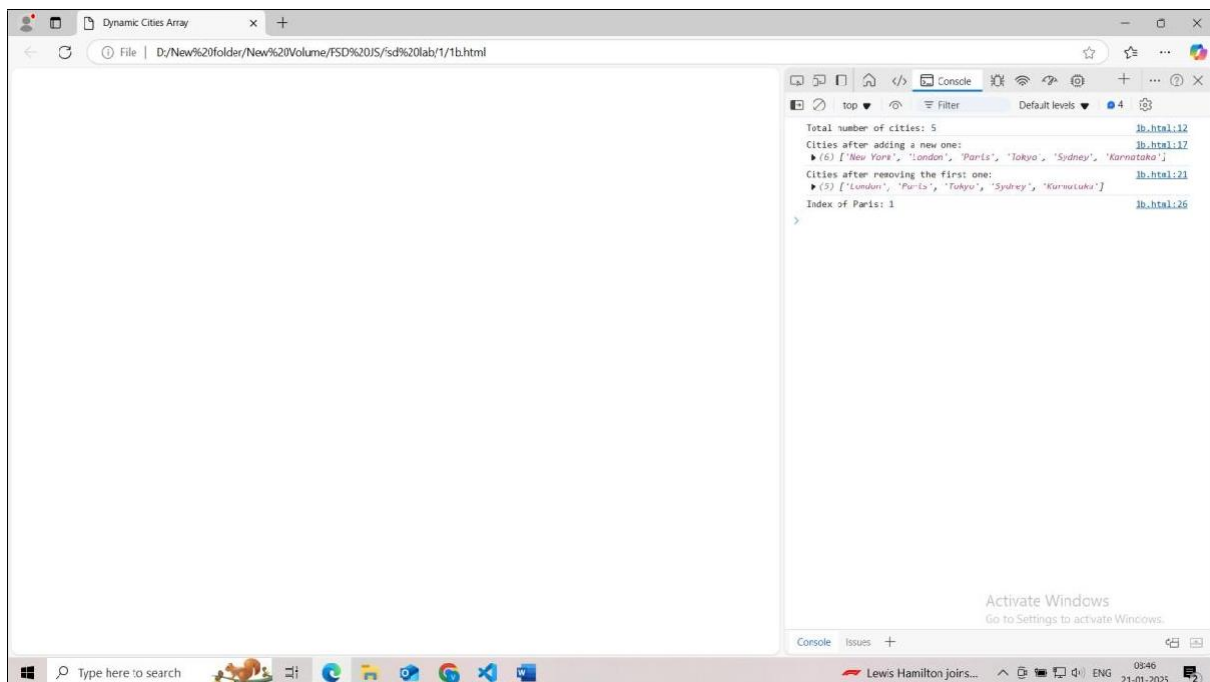 Dynamic Cities Array
File | D:/New%20folder/New%20Volume/FSD%20JS/fsd%20lab/1/1b.html
Console
top Filter Default levels 4
Total number of cities: 5 1b.html:12
Cities after adding a new one: 1b.html:17
(6) ['New York', 'London', 'Paris', 'Tokyo', 'Sydney', 'Karnataka']
Cities after removing the first one: 1b.html:21
(5) ['London', 'Paris', 'Tokyo', 'Sydney', 'Karnataka']
Index of Paris: 1 1b.html:26
Activate Windows
Go to Settings to activate Windows.
Console Issues
Type here to search Lewis Hamilton joins... ENG 03:46
21-01-2025 2